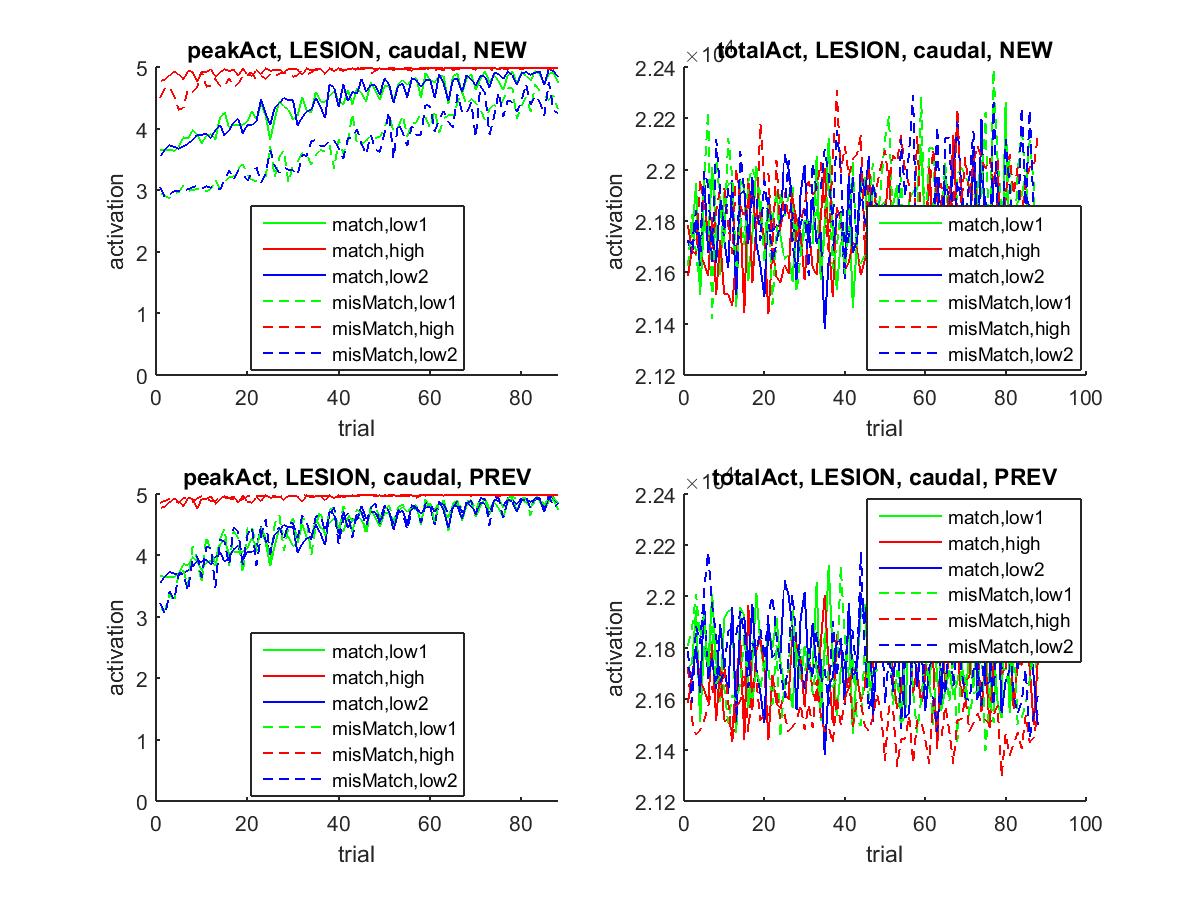 peakAct, LESION, caudal, NEW
5
4
3
2
1
0
activation
match,low1
match,high
match,low2
misMatch,low1
misMatch,high
misMatch,low2
0 20 40 60 80
trial
totalAct, LESION, caudal, NEW
2.24
2.22
2.2
2.18
2.16
2.14
2.12
activation
match,low1
match,high
match,low2
misMatch,low1
misMatch,high
misMatch,low2
0 20 40 60 80 100
trial
peakAct, LESION, caudal, PREV
5
4
3
2
1
0
activation
match,low1
match,high
match,low2
misMatch,low1
misMatch,high
misMatch,low2
0 20 40 60 80
trial
totalAct, LESION, caudal, PREV
2.24
2.22
2.2
2.18
2.16
2.14
2.12
activation
match,low1
match,high
match,low2
misMatch,low1
misMatch,high
misMatch,low2
0 20 40 60 80 100
trial